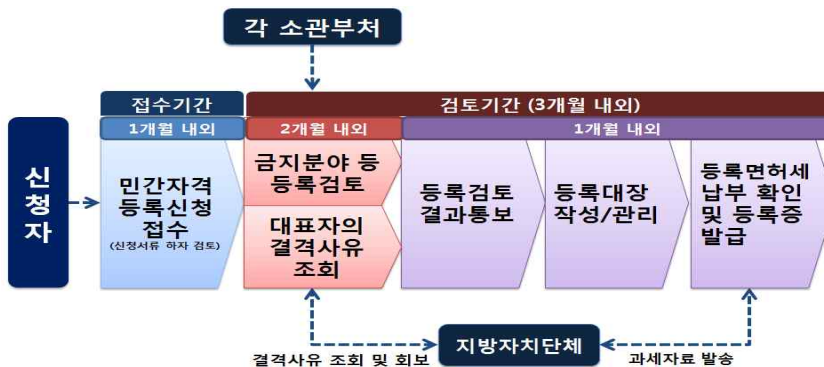 각 소관부처
접수기간
검토기간 (3개월 내외)
1개월 내외
2개월 내외
1개월 내외
신청자
민간자격
등록신청
접수
(신청서류 하자 검토)
금지분야 등
등록검토
대표자의
결격사유
조회
등록검토
결과통보
등록대장
작성/관리
등록면허세
납부 확인
및 등록증
발급
지방자치단체
결격사유 조회 및 회보
과세자료 발송